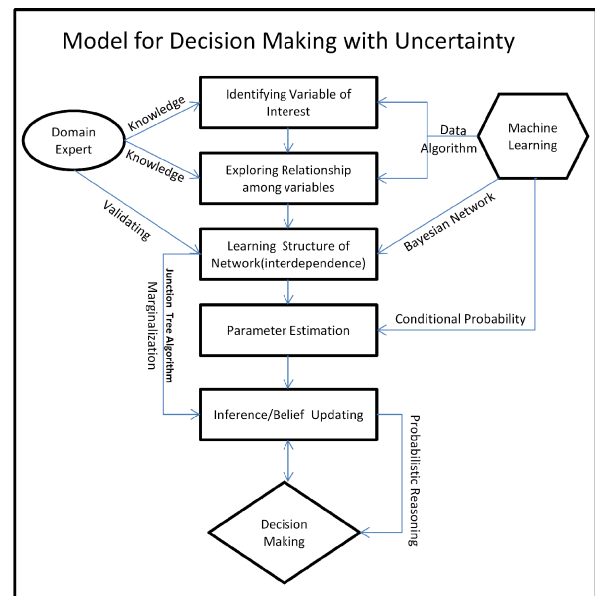 Model for Decision Making with Uncertainty
Identifying Variable of
Interest
Knowledge
Domain
Expert
Knowledge
Data
Algorithm
Machine
Learning
Exploring Relationship
among variables
Validating
Bayesian Network
Learning Structure of
Network(interdependence)
Junction Tree Algorithm
Marginalization
Parameter Estimation
Conditional Probability
Inference/Belief Updating
Probabilistic Reasoning
Decision
Making